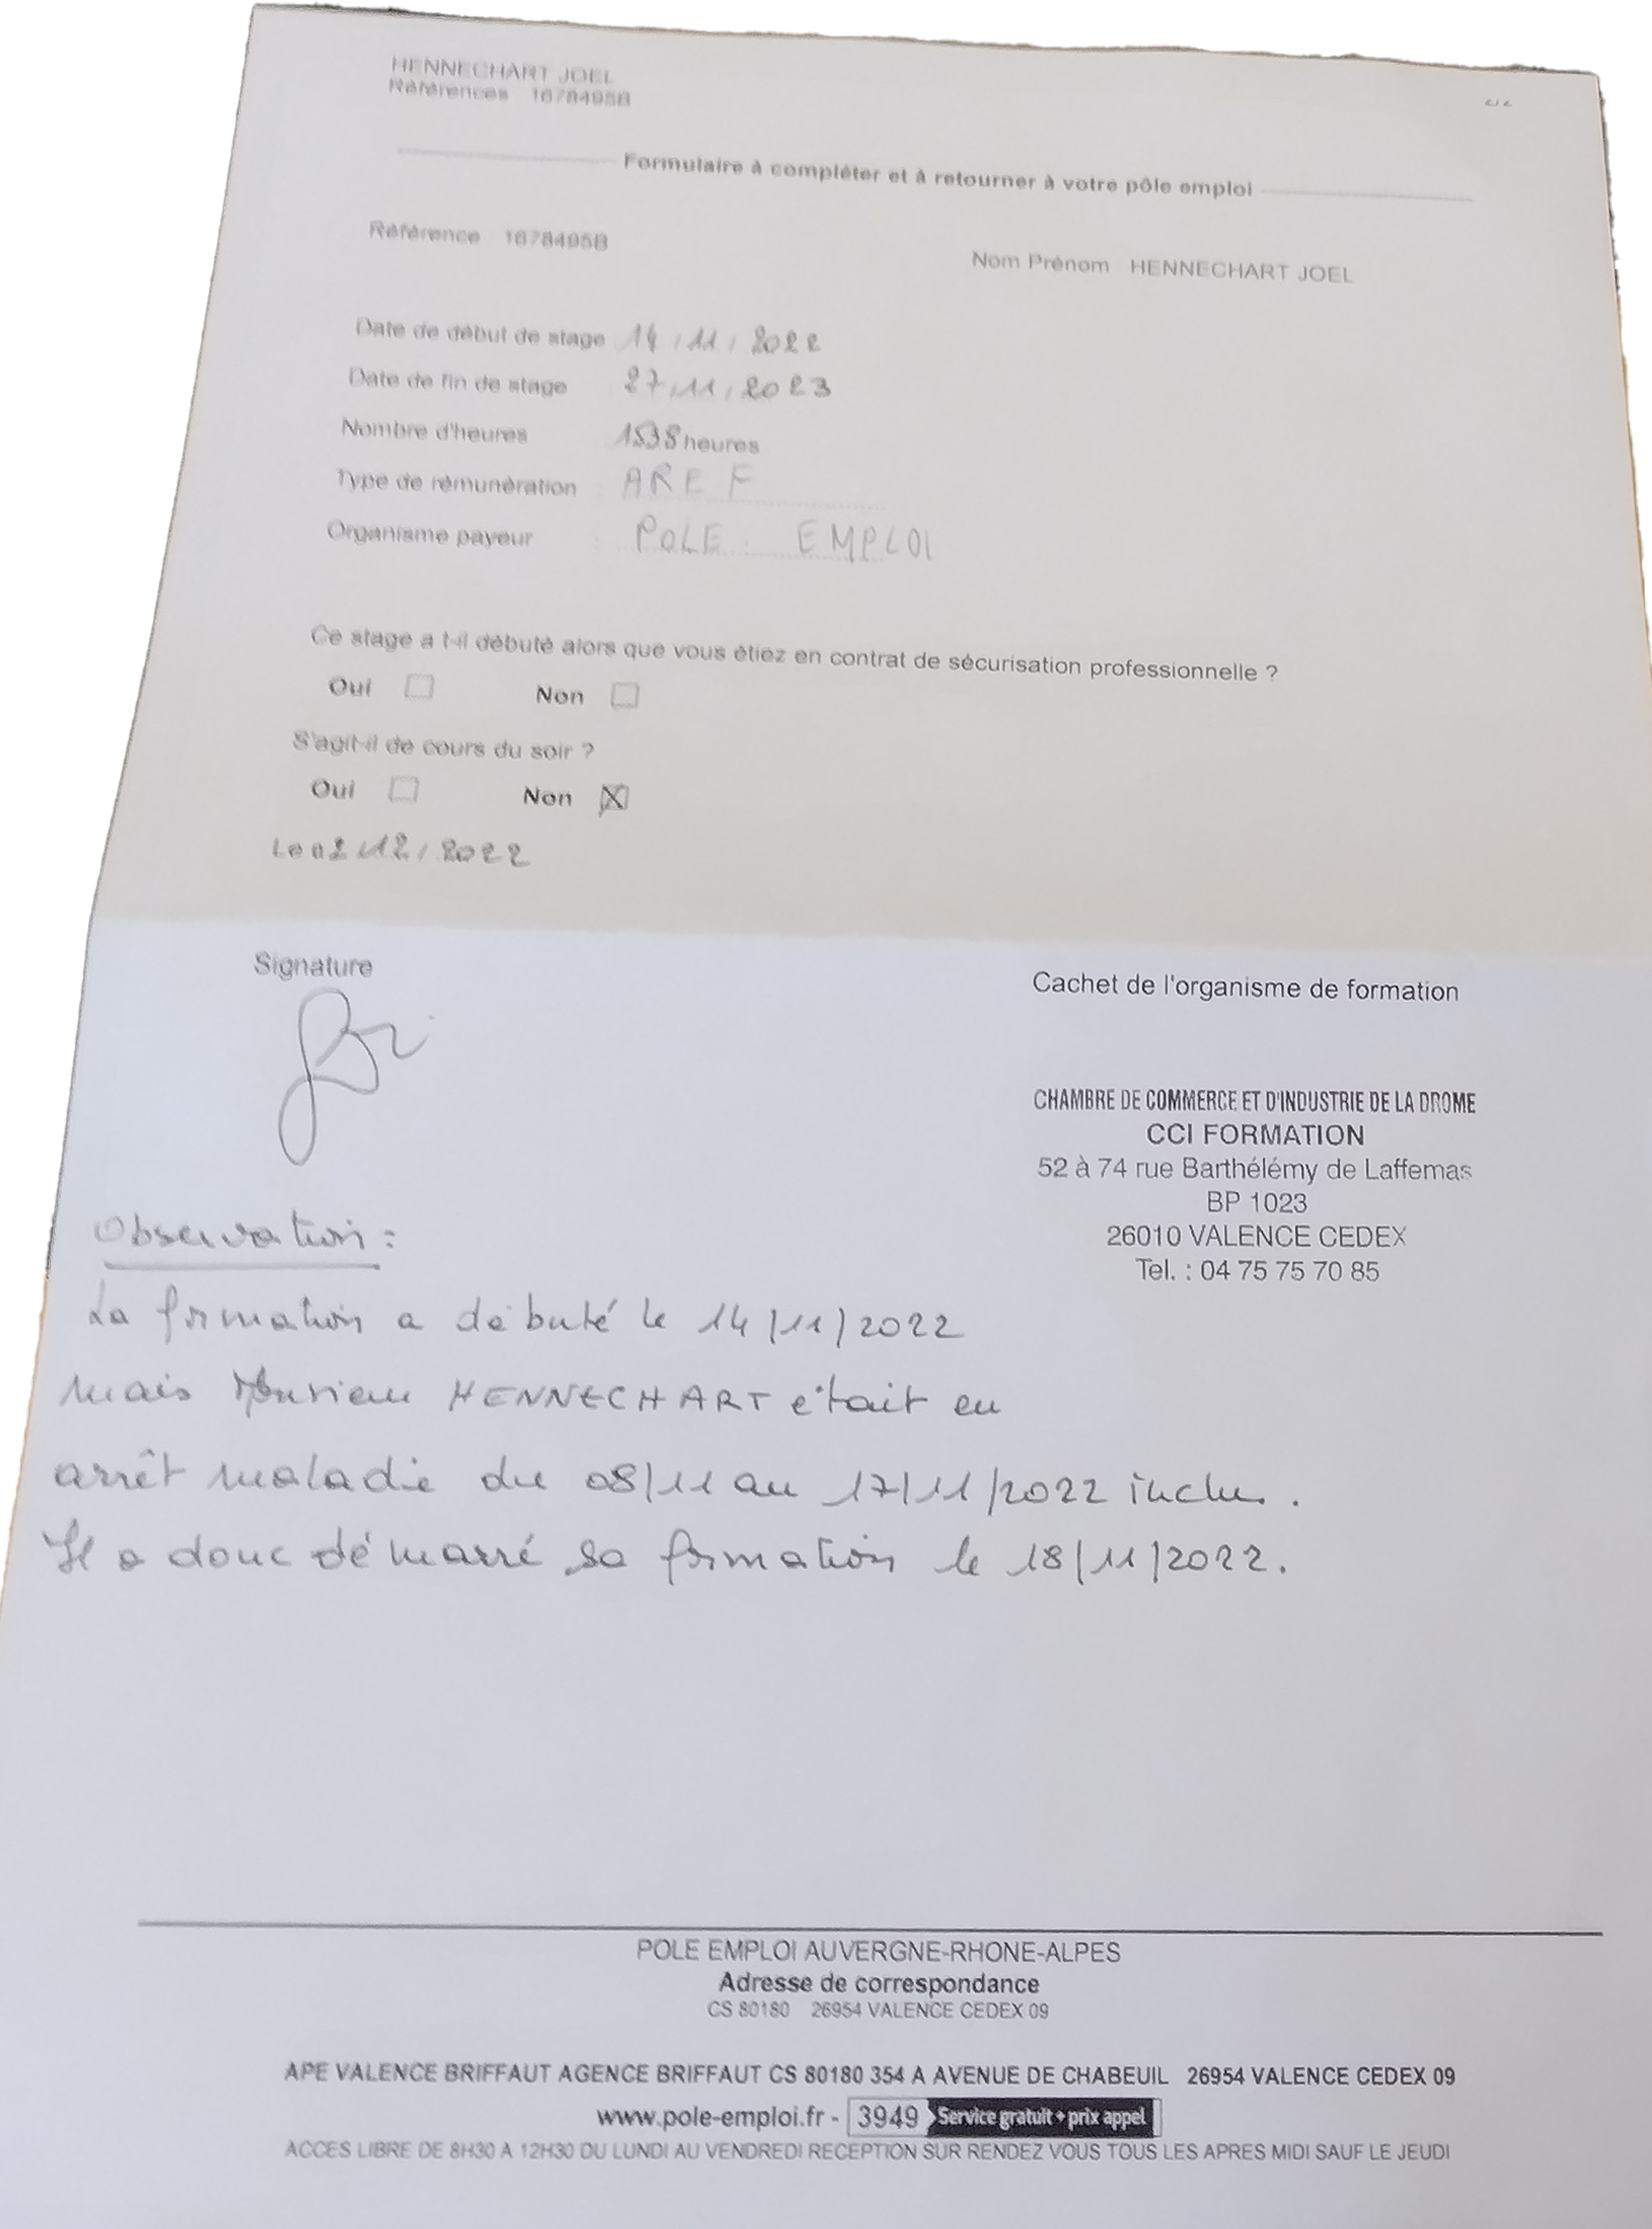 HENNECHART JOEL
Références 1678495B
2/2
Formulaire à compléter et à retourner à votre pôle emploi
Référence 1678495B
Nom Prénom HENNECHART JOEL
Date de début de stage 14 / 11 / 2022
Date de fin de stage 27 / 11 / 2023
Nombre d'heures 1538 heures
Type de rémunération : AREF
Organisme payeur : POLE EMPLOI
Ce stage a t-il débuté alors que vous étiez en contrat de sécurisation professionnelle ?
Oui Non
S'agit-il de cours du soir ?
Oui Non X
Le 02 / 12 / 2022
Signature
Cachet de l'organisme de formation
CHAMBRE DE COMMERCE ET D'INDUSTRIE DE LA DROME
CCI FORMATION
52 à 74 rue Barthélémy de Laffemas
BP 1023
26010 VALENCE CEDEX
Tel. : 04 75 75 70 85
Observation :
La formation a débuté le 14/11/2022
mais Monsieur HENNECHART était en
arrêt maladie du 08/11 au 17/11/2022 inclus.
Il a donc démarré sa formation le 18/11/2022.
POLE EMPLOI AUVERGNE-RHONE-ALPES
Adresse de correspondance
CS 80180 26954 VALENCE CEDEX 09
APE VALENCE BRIFFAUT AGENCE BRIFFAUT CS 80180 354 A AVENUE DE CHABEUIL 26954 VALENCE CEDEX 09
www.pole-emploi.fr - 3949 Service gratuit + prix appel
ACCES LIBRE DE 8H30 A 12H30 DU LUNDI AU VENDREDI RECEPTION SUR RENDEZ VOUS TOUS LES APRES MIDI SAUF LE JEUDI